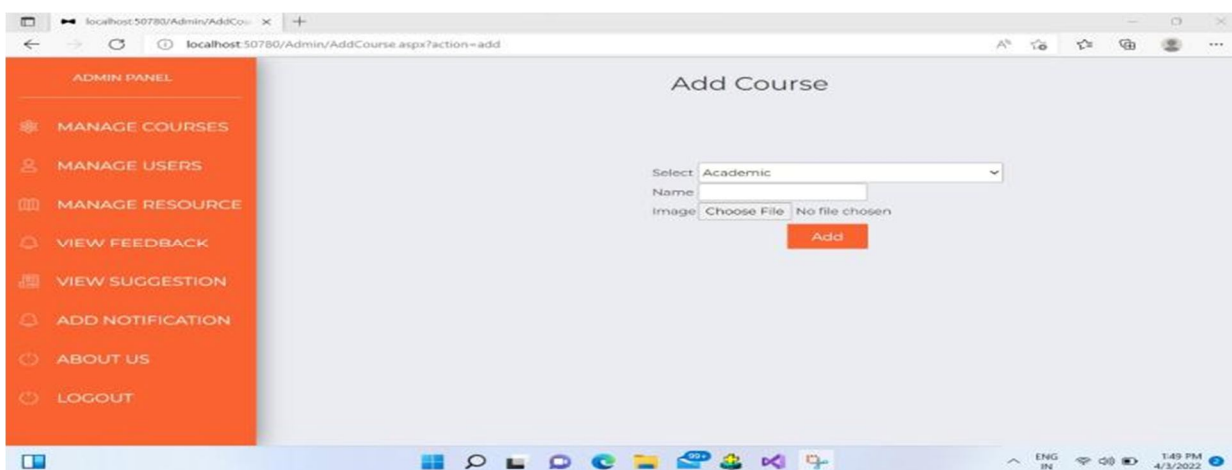 localhost:50780/Admin/AddCou
localhost:50780/Admin/AddCourse.aspx?action=add
ADMIN PANEL
MANAGE COURSES
MANAGE USERS
MANAGE RESOURCE
VIEW FEEDBACK
VIEW SUGGESTION
ADD NOTIFICATION
ABOUT US
LOGOUT
Add Course
Select Academic
Name
Image Choose File No file chosen
Add
99+
ENG
IN
1:49 PM
4/3/2022
2